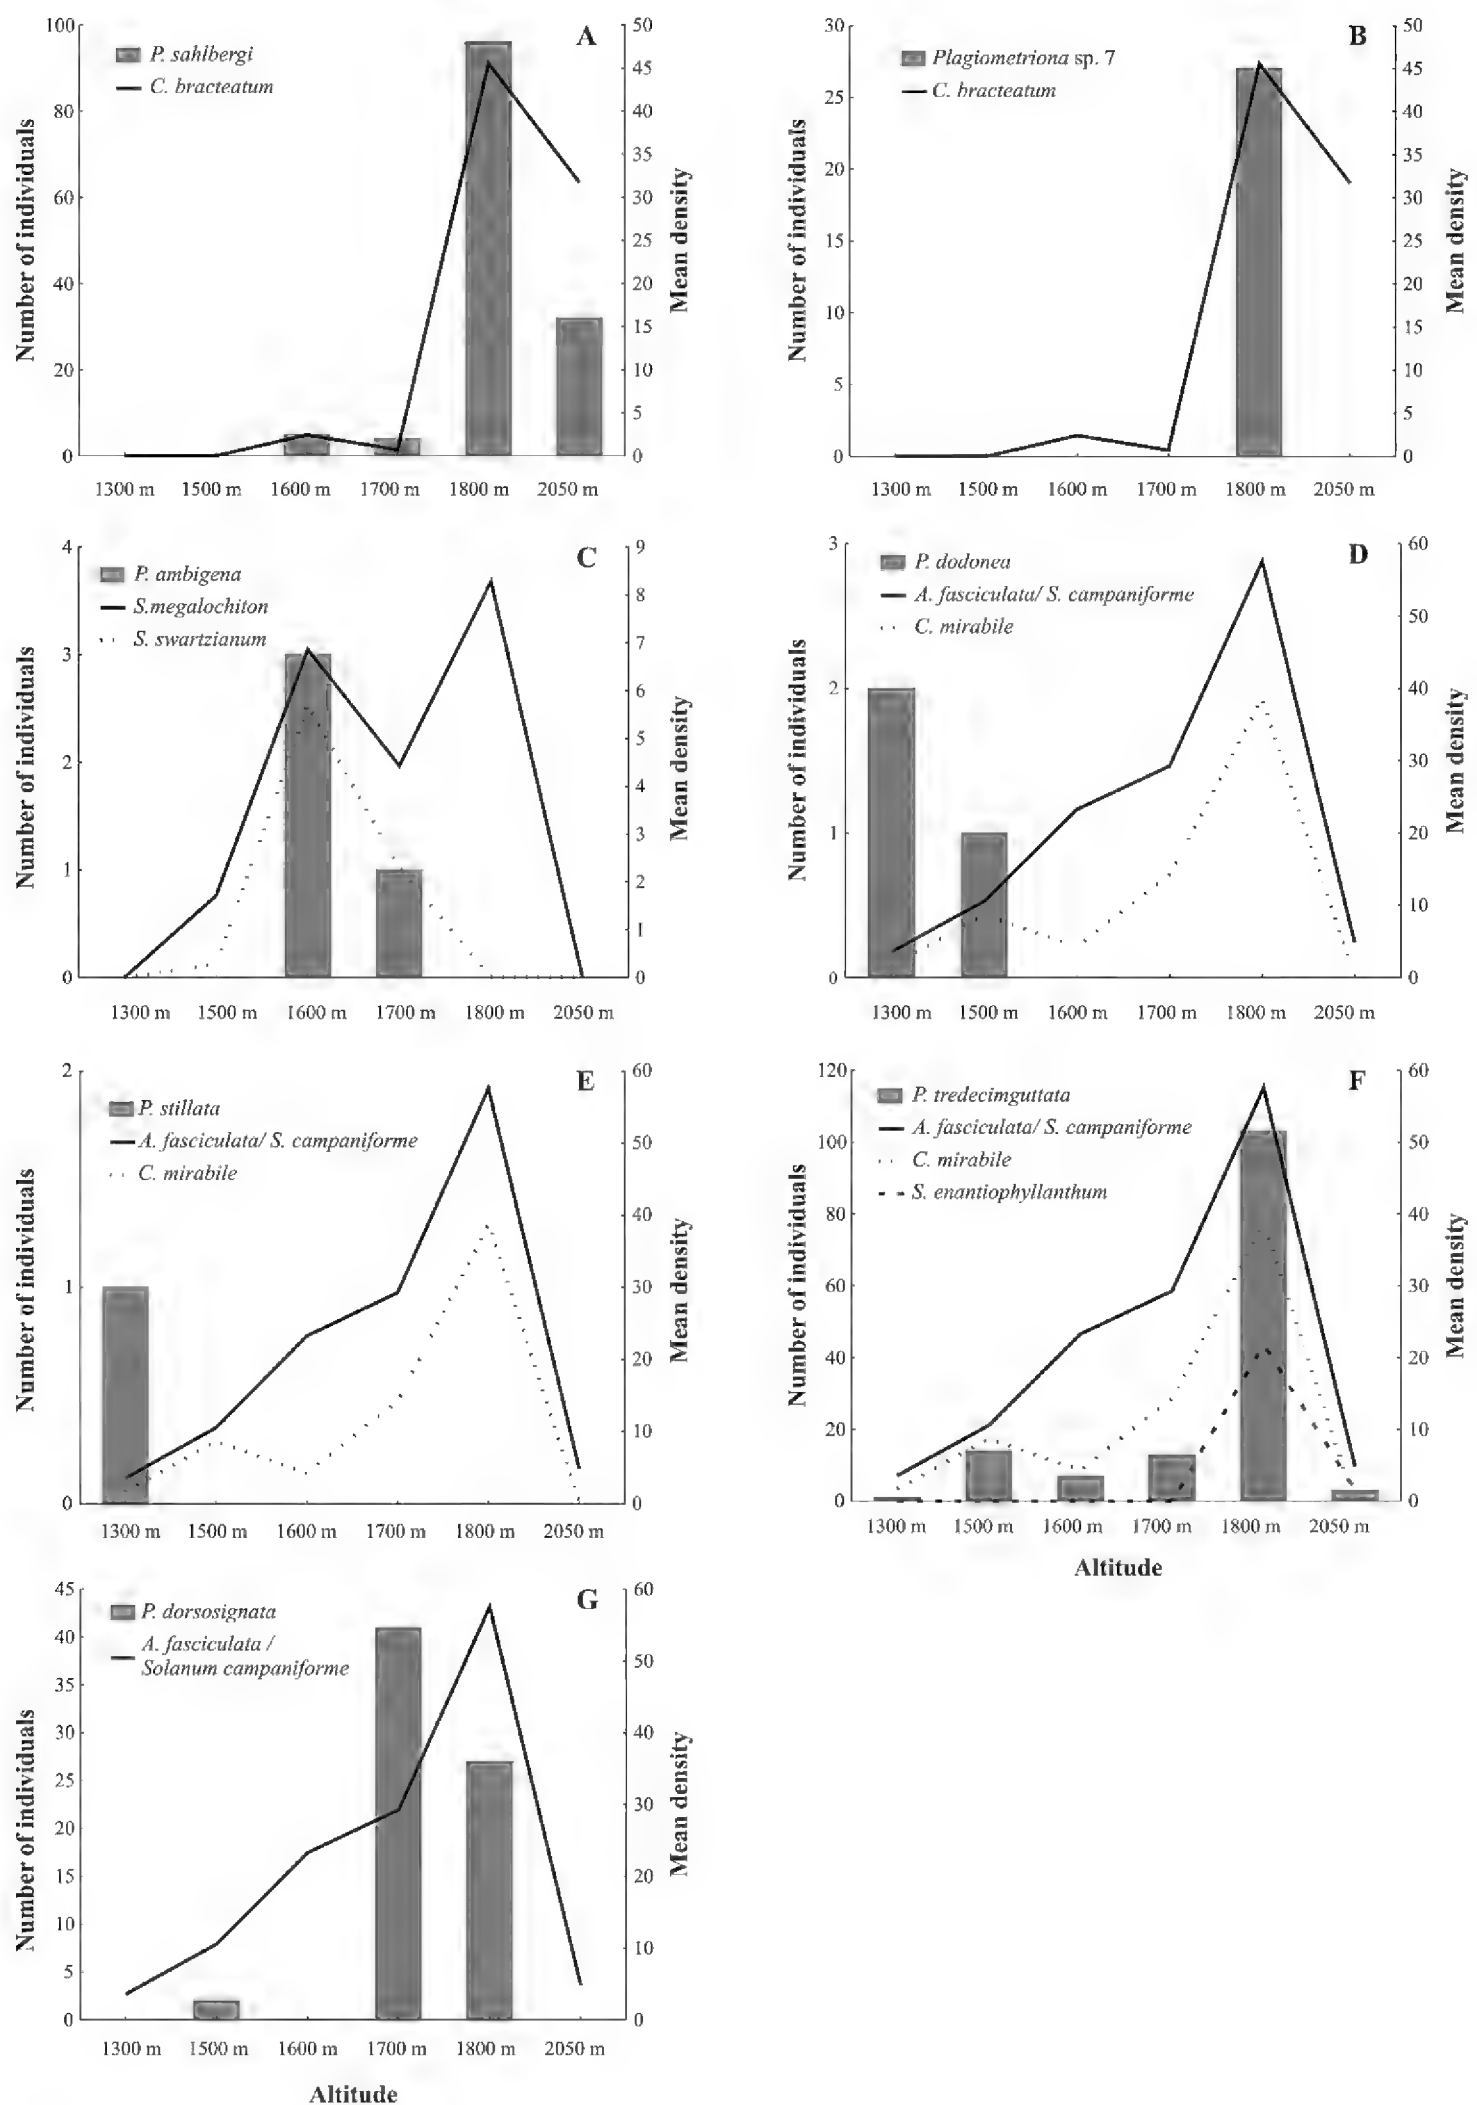 A
P. sahlbergi
C. bracteatum
Number of individuals
100
80
60
40
20
0
50
45
40
35
30
25
20
15
10
5
0
Mean density
1300 m 1500 m 1600 m 1700 m 1800 m 2050 m
B
Plagiometriona sp. 7
C. bracteatum
Number of individuals
30
25
20
15
10
5
0
50
45
40
35
30
25
20
15
10
5
0
Mean density
1300 m 1500 m 1600 m 1700 m 1800 m 2050 m
C
P. ambigena
S.megalochiton
S. swartzianum
Number of individuals
4
3
2
1
0
9
8
7
6
5
4
3
2
1
0
Mean density
1300 m 1500 m 1600 m 1700 m 1800 m 2050 m
D
P. dodonea
A. fasciculata/ S. campaniforme
C. mirabile
Number of individuals
3
2
1
0
60
50
40
30
20
10
0
Mean density
1300 m 1500 m 1600 m 1700 m 1800 m 2050 m
E
P. stillata
A. fasciculata/ S. campaniforme
C. mirabile
Number of individuals
2
1
0
60
50
40
30
20
10
0
Mean density
1300 m 1500 m 1600 m 1700 m 1800 m 2050 m
F
P. tredecimguttata
A. fasciculata/ S. campaniforme
C. mirabile
S. enantiophyllanthum
Number of individuals
120
100
80
60
40
20
0
60
50
40
30
20
10
0
Mean density
1300 m 1500 m 1600 m 1700 m 1800 m 2050 m
Altitude
G
P. dorsosignata
A. fasciculata /
Solanum campaniforme
Number of individuals
45
40
35
30
25
20
15
10
5
0
60
50
40
30
20
10
0
Mean density
1300 m 1500 m 1600 m 1700 m 1800 m 2050 m
Altitude